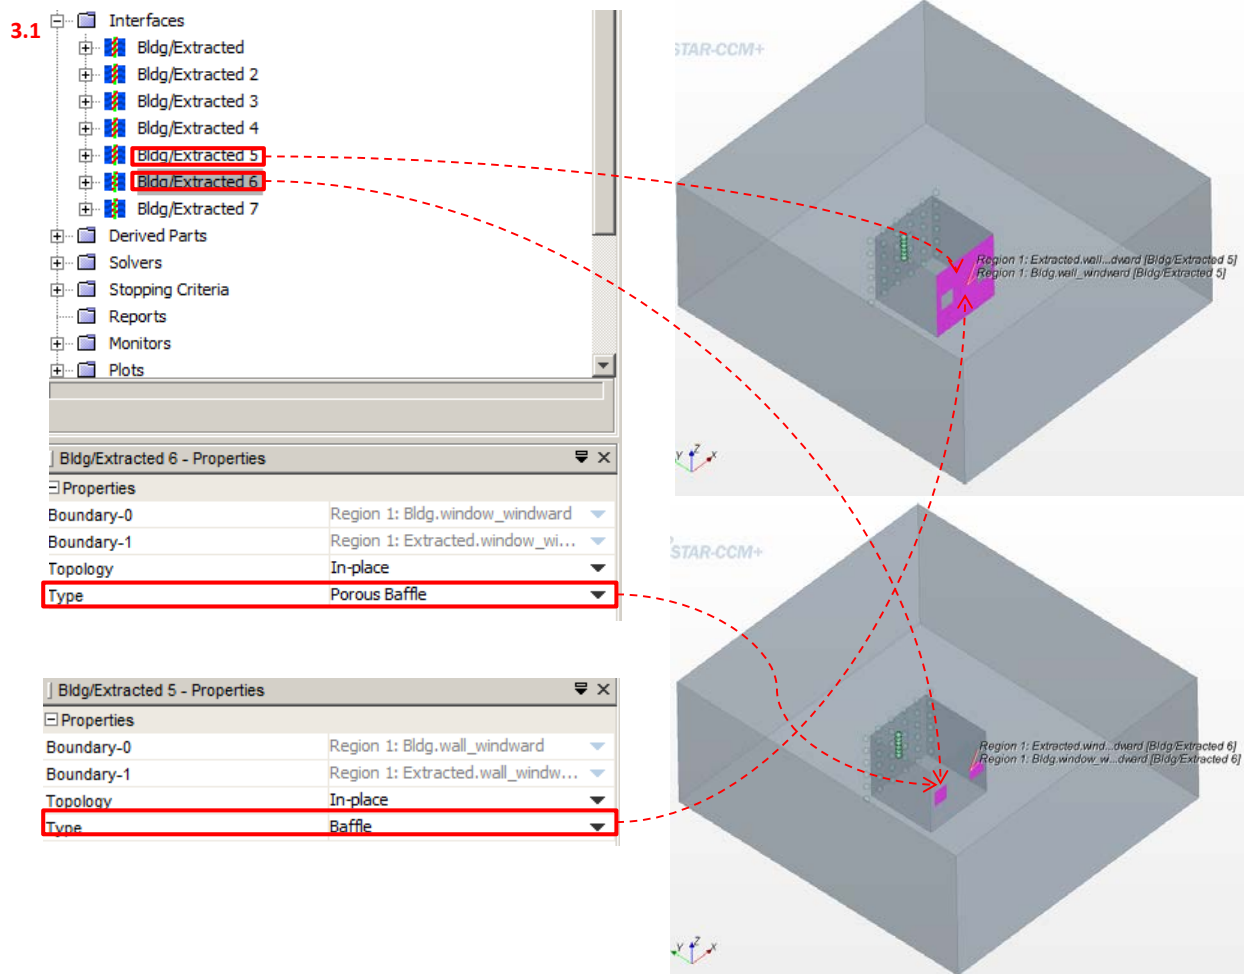 3.1
Interfaces
Bldg/Extracted
Bldg/Extracted 2
Bldg/Extracted 3
Bldg/Extracted 4
Bldg/Extracted 5
Bldg/Extracted 6
Bldg/Extracted 7
Derived Parts
Solvers
Stopping Criteria
Reports
Monitors
Plots
Bldg/Extracted 6 - Properties
Properties
Boundary-0 Region 1: Bldg.window_windward
Boundary-1 Region 1: Extracted.window_wi...
Topology In-place
Type Porous Baffle
Bldg/Extracted 5 - Properties
Properties
Boundary-0 Region 1: Bldg.wall_windward
Boundary-1 Region 1: Extracted.wall_windw...
Topology In-place
Type Baffle
STAR-CCM+
Region 1: Extracted.wall...dward [Bldg/Extracted 5]
Region 1: Bldg.wall_windward [Bldg/Extracted 5]
Y Z X
STAR-CCM+
Region 1: Extracted.wind...dward [Bldg/Extracted 6]
Region 1: Bldg.window_w...dward [Bldg/Extracted 6]
Y Z X